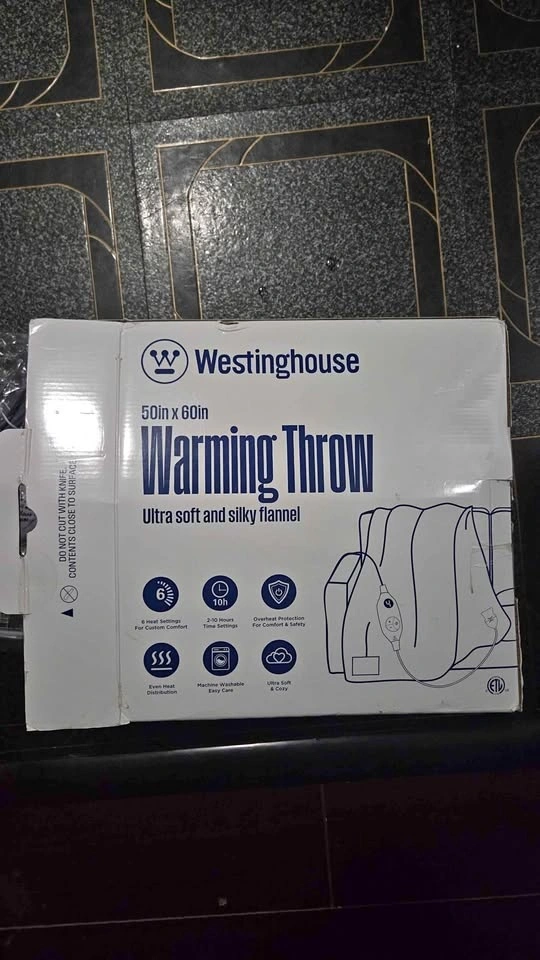 W Westinghouse
50in x 60in
Warming Throw
Ultra soft and silky flannel
6
10h
6 Heat Settings
For Custom Comfort
2-10 Hours
Time Settings
Overheat Protection
For Comfort & Safety
Even Heat
Distribution
Machine Washable
Easy Care
Ultra Soft
& Cozy
4
ETL
DO NOT CUT WITH KNIFE,
CONTENTS CLOSE TO SURFACE